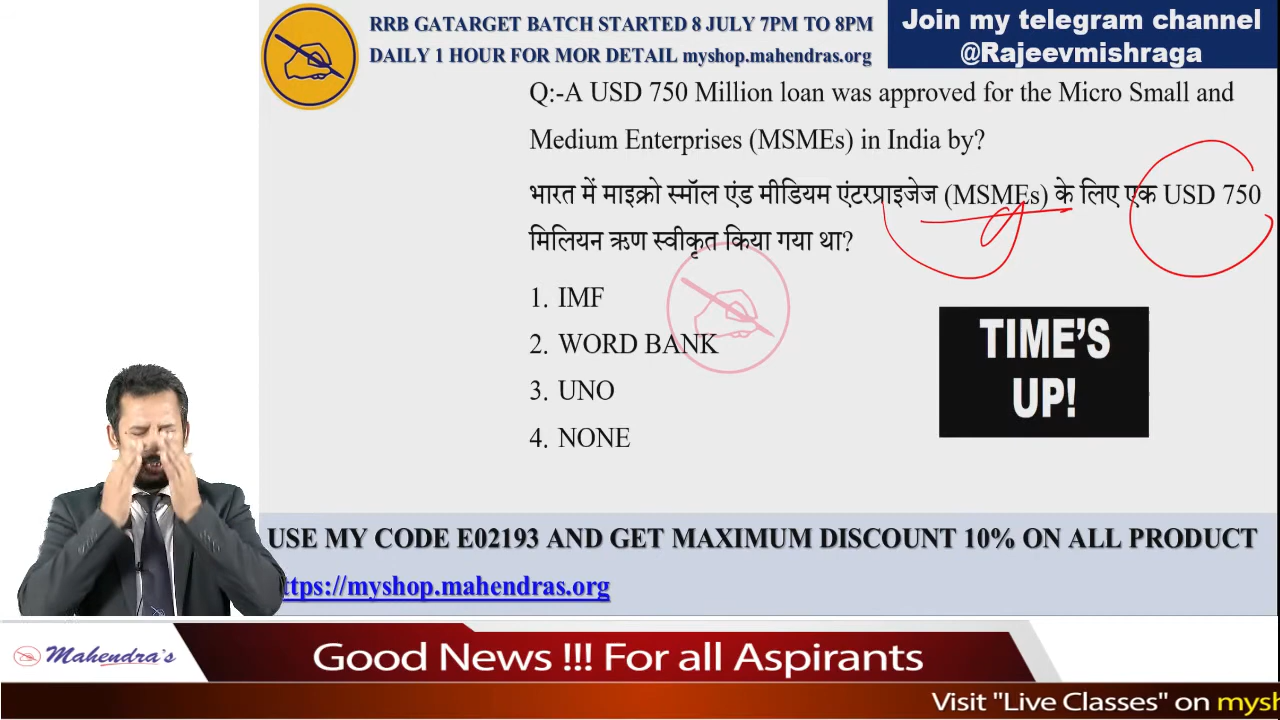 RRB GATARGET BATCH STARTED 8 JULY 7PM TO 8PM
DAILY 1 HOUR FOR MOR DETAIL myshop.mahendras.org
Join my telegram channel
@Rajeevmishraga
Q:-A USD 750 Million loan was approved for the Micro Small and
Medium Enterprises (MSMEs) in India by?
भारत में माइक्रो स्मॉल एंड मीडियम एंटरप्राइजेज (MSMEs) के लिए एक USD 750
मिलियन ऋण स्वीकृत किया गया था?
1. IMF
2. WORD BANK
3. UNO
4. NONE
TIME'S
UP!
USE MY CODE E02193 AND GET MAXIMUM DISCOUNT 10% ON ALL PRODUCT
ttps://myshop.mahendras.org
Mahendra's
Good News !!! For all Aspirants
Visit "Live Classes" on mysh